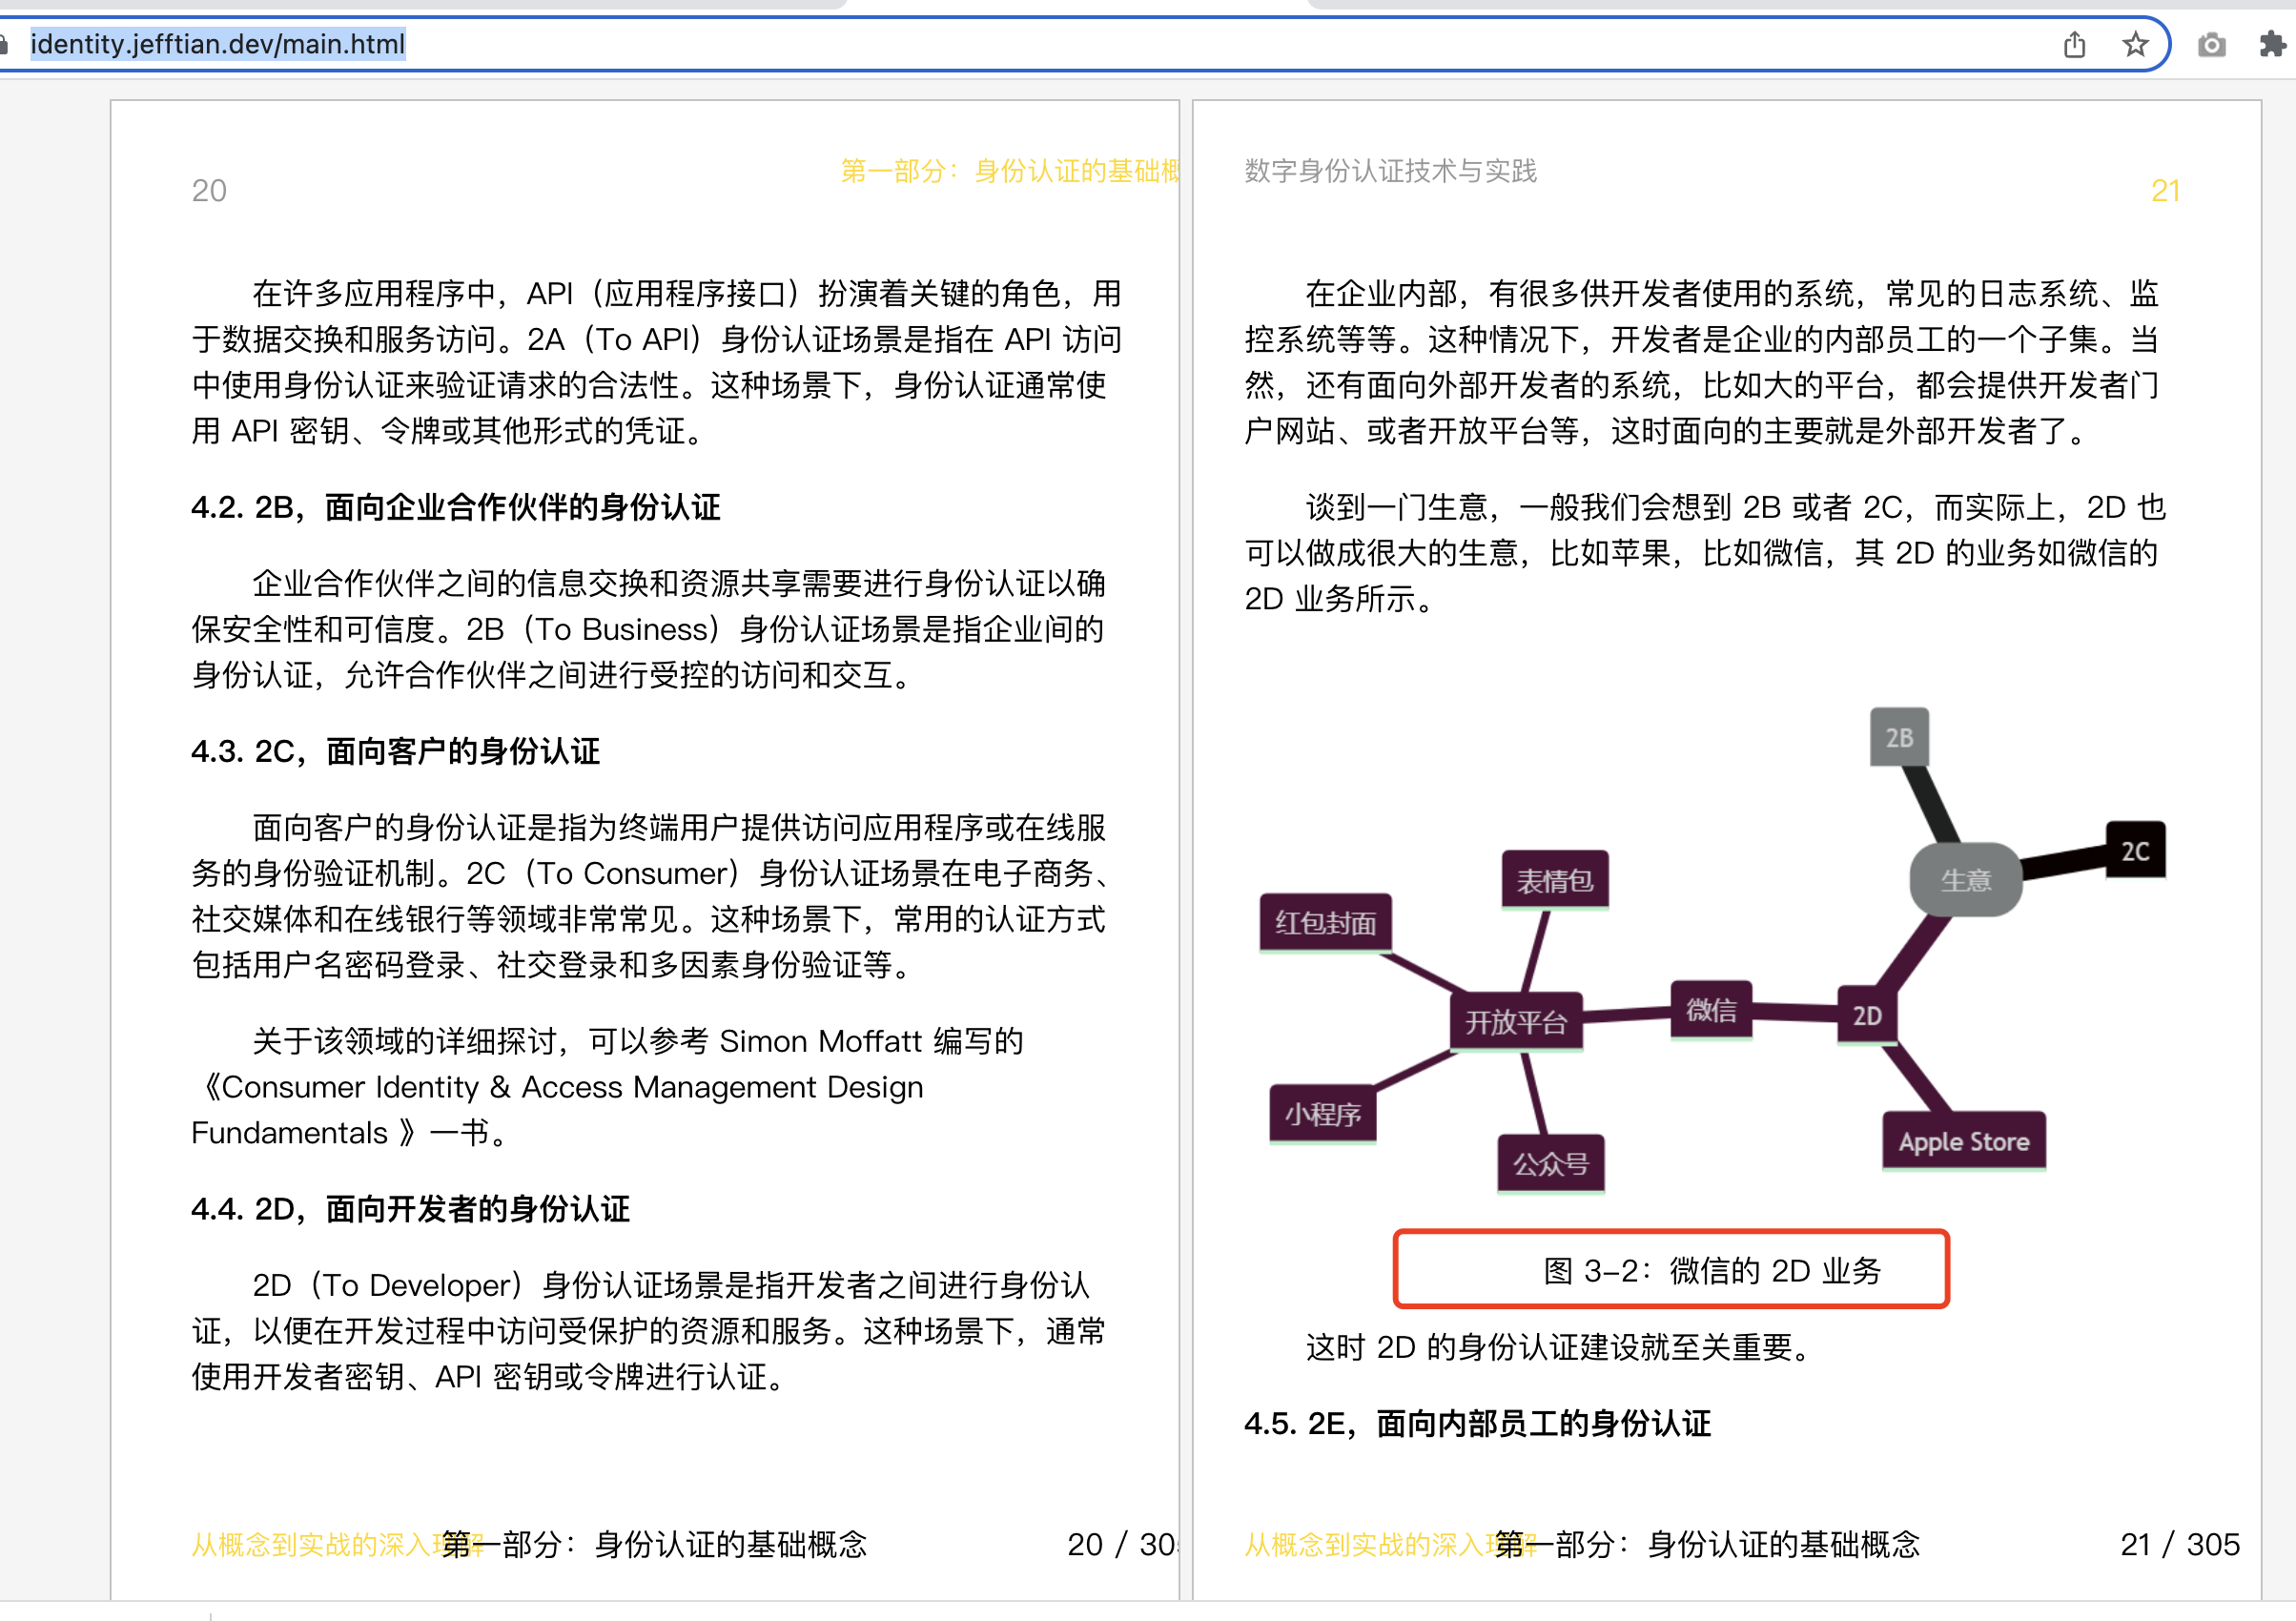 identity.jefftian.dev/main.html
20
第一部分：身份认证的基础概
在许多应用程序中，API（应用程序接口）扮演着关键的角色，用
于数据交换和服务访问。2A（To API）身份认证场景是指在 API 访问
中使用身份认证来验证请求的合法性。这种场景下，身份认证通常使
用 API 密钥、令牌或其他形式的凭证。
4.2. 2B，面向企业合作伙伴的身份认证
企业合作伙伴之间的信息交换和资源共享需要进行身份认证以确
保安全性和可信度。2B（To Business）身份认证场景是指企业间的
身份认证，允许合作伙伴之间进行受控的访问和交互。
4.3. 2C，面向客户的身份认证
面向客户的身份认证是指为终端用户提供访问应用程序或在线服
务的身份验证机制。2C（To Consumer）身份认证场景在电子商务、
社交媒体和在线银行等领域非常常见。这种场景下，常用的认证方式
包括用户名密码登录、社交登录和多因素身份验证等。
关于该领域的详细探讨，可以参考 Simon Moffatt 编写的
《Consumer Identity & Access Management Design
Fundamentals 》一书。
4.4. 2D，面向开发者的身份认证
2D（To Developer）身份认证场景是指开发者之间进行身份认
证，以便在开发过程中访问受保护的资源和服务。这种场景下，通常
使用开发者密钥、API 密钥或令牌进行认证。
从概念到实战的深入理解
第一部分：身份认证的基础概念
20 / 305
数字身份认证技术与实践
21
在企业内部，有很多供开发者使用的系统，常见的日志系统、监
控系统等等。这种情况下，开发者是企业的内部员工的一个子集。当
然，还有面向外部开发者的系统，比如大的平台，都会提供开发者门
户网站、或者开放平台等，这时面向的主要就是外部开发者了。
谈到一门生意，一般我们会想到 2B 或者 2C，而实际上，2D 也
可以做成很大的生意，比如苹果，比如微信，其 2D 的业务如微信的
2D 业务所示。
2B
2C
生意
表情包
红包封面
开放平台
微信
2D
小程序
公众号
Apple Store
图 3-2：微信的 2D 业务
这时 2D 的身份认证建设就至关重要。
4.5. 2E，面向内部员工的身份认证
从概念到实战的深入理解
第一部分：身份认证的基础概念
21 / 305